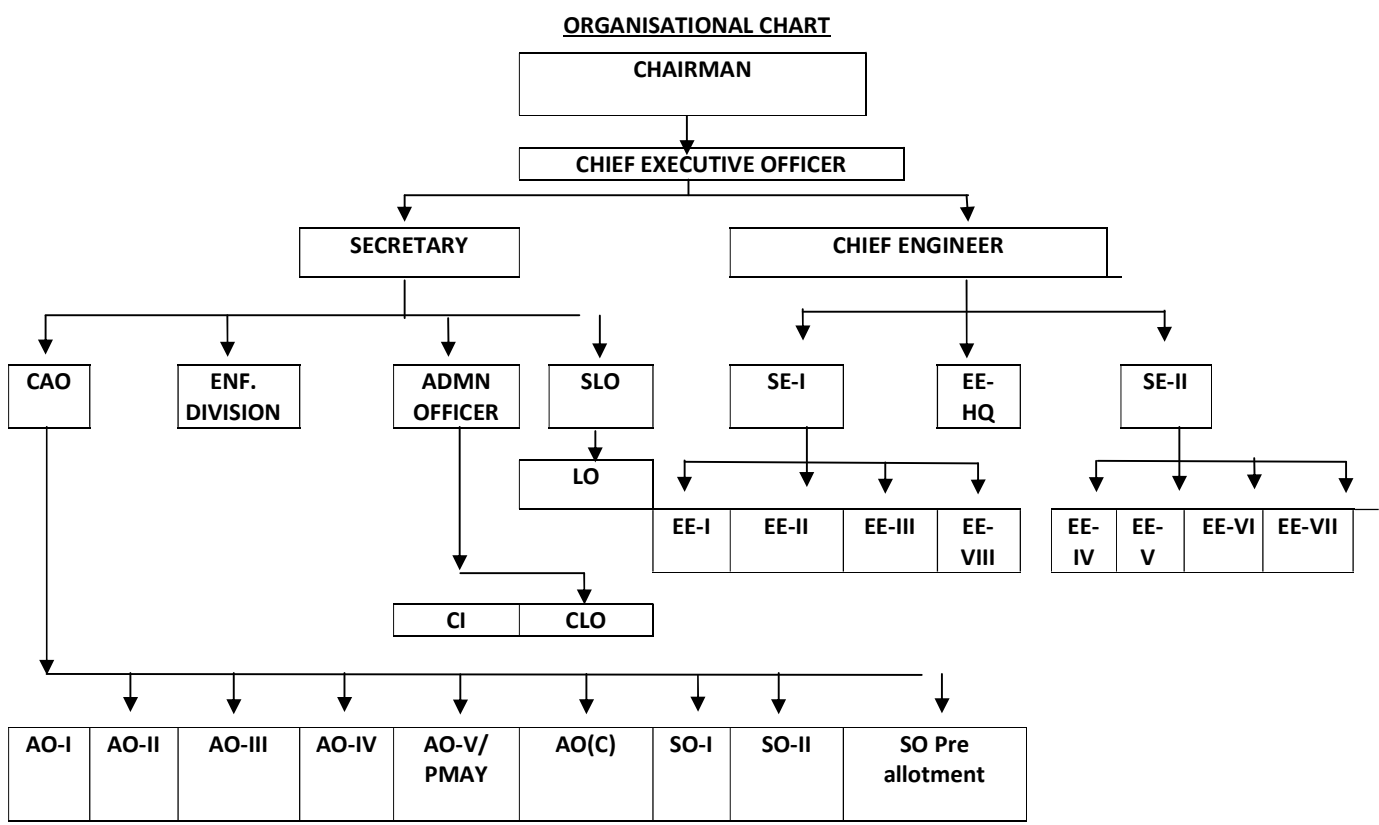 ORGANISATIONAL CHART
CHAIRMAN
CHIEF EXECUTIVE OFFICER
SECRETARY
CHIEF ENGINEER
CAO
ENF.
DIVISION
ADMN
OFFICER
SLO
SE-I
EE-
HQ
SE-II
LO
EE-I
EE-II
EE-III
EE-
VIII
EE-
IV
EE-
V
EE-VI
EE-VII
CI
CLO
AO-I
AO-II
AO-III
AO-IV
AO-V/
PMAY
AO(C)
SO-I
SO-II
SO Pre
allotment